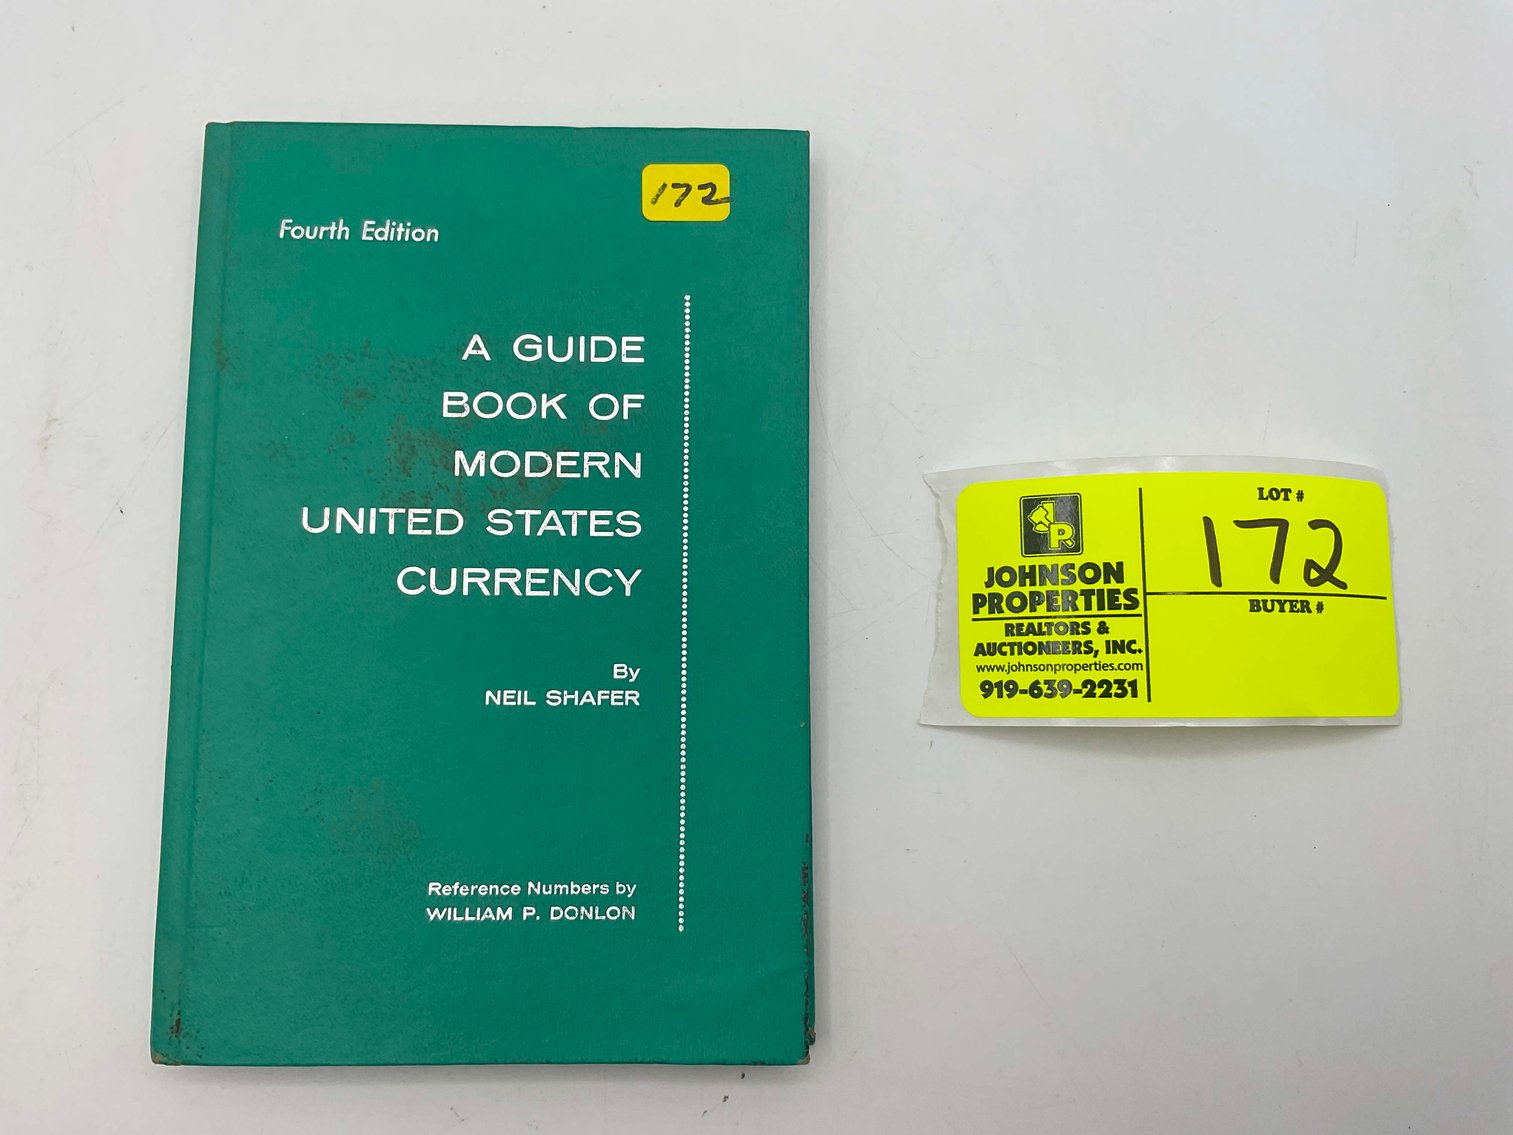 172
Fourth Edition
A GUIDE
BOOK OF
MODERN
UNITED STATES
CURRENCY
By
NEIL SHAFER
Reference Numbers by
WILLIAM P. DONLON
JP
JOHNSON
PROPERTIES
REALTORS &
AUCTIONEERS, INC.
www.johnsonproperties.com
919-639-2231
LOT #
172
BUYER #